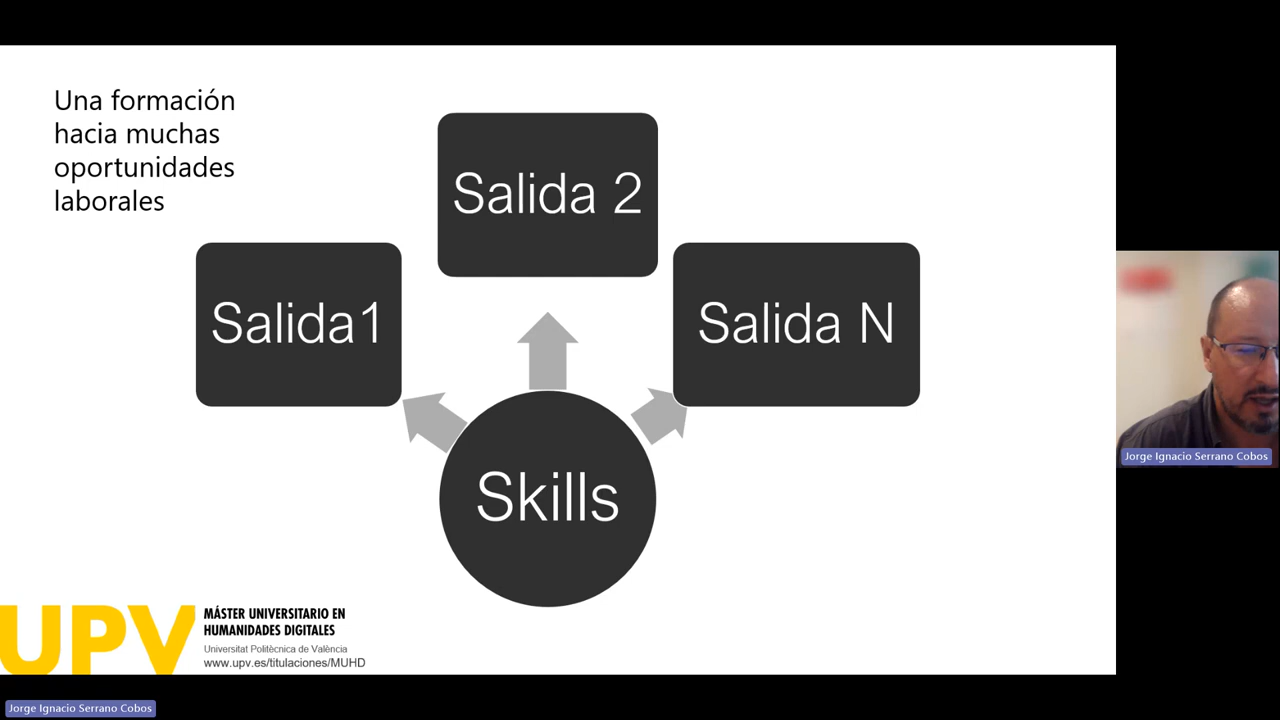 Una formación
hacia muchas
oportunidades
laborales
Salida 2
Salida1
Salida N
Skills
UPV
MÁSTER UNIVERSITARIO EN
HUMANIDADES DIGITALES
Universitat Politècnica de València
www.upv.es/titulaciones/MUHD
Jorge Ignacio Serrano Cobos
Jorge Ignacio Serrano Cobos